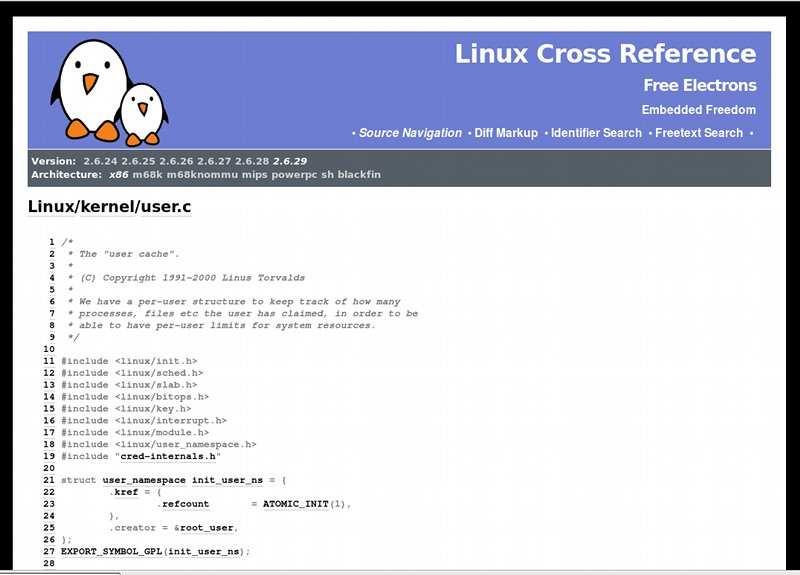 Linux Cross Reference
Free Electrons
Embedded Freedom
• Source Navigation • Diff Markup • Identifier Search • Freetext Search •
Version: 2.6.24 2.6.25 2.6.26 2.6.27 2.6.28 2.6.29
Architecture: x86 m68k m68knommu mips powerpc sh blackfin
Linux/kernel/user.c
1 /*
2  * The "user cache".
3  *
4  * (C) Copyright 1991-2000 Linus Torvalds
5  *
6  * We have a per-user structure to keep track of how many
7  * processes, files etc the user has claimed, in order to be
8  * able to have per-user limits for system resources.
9  */
10
11 #include <linux/init.h>
12 #include <linux/sched.h>
13 #include <linux/slab.h>
14 #include <linux/bitops.h>
15 #include <linux/key.h>
16 #include <linux/interrupt.h>
17 #include <linux/module.h>
18 #include <linux/user_namespace.h>
19 #include "cred-internals.h"
20
21 struct user_namespace init_user_ns = {
22         .kref = {
23                 .refcount       = ATOMIC_INIT(1),
24         },
25         .creator = &root_user,
26 };
27 EXPORT_SYMBOL_GPL(init_user_ns);
28